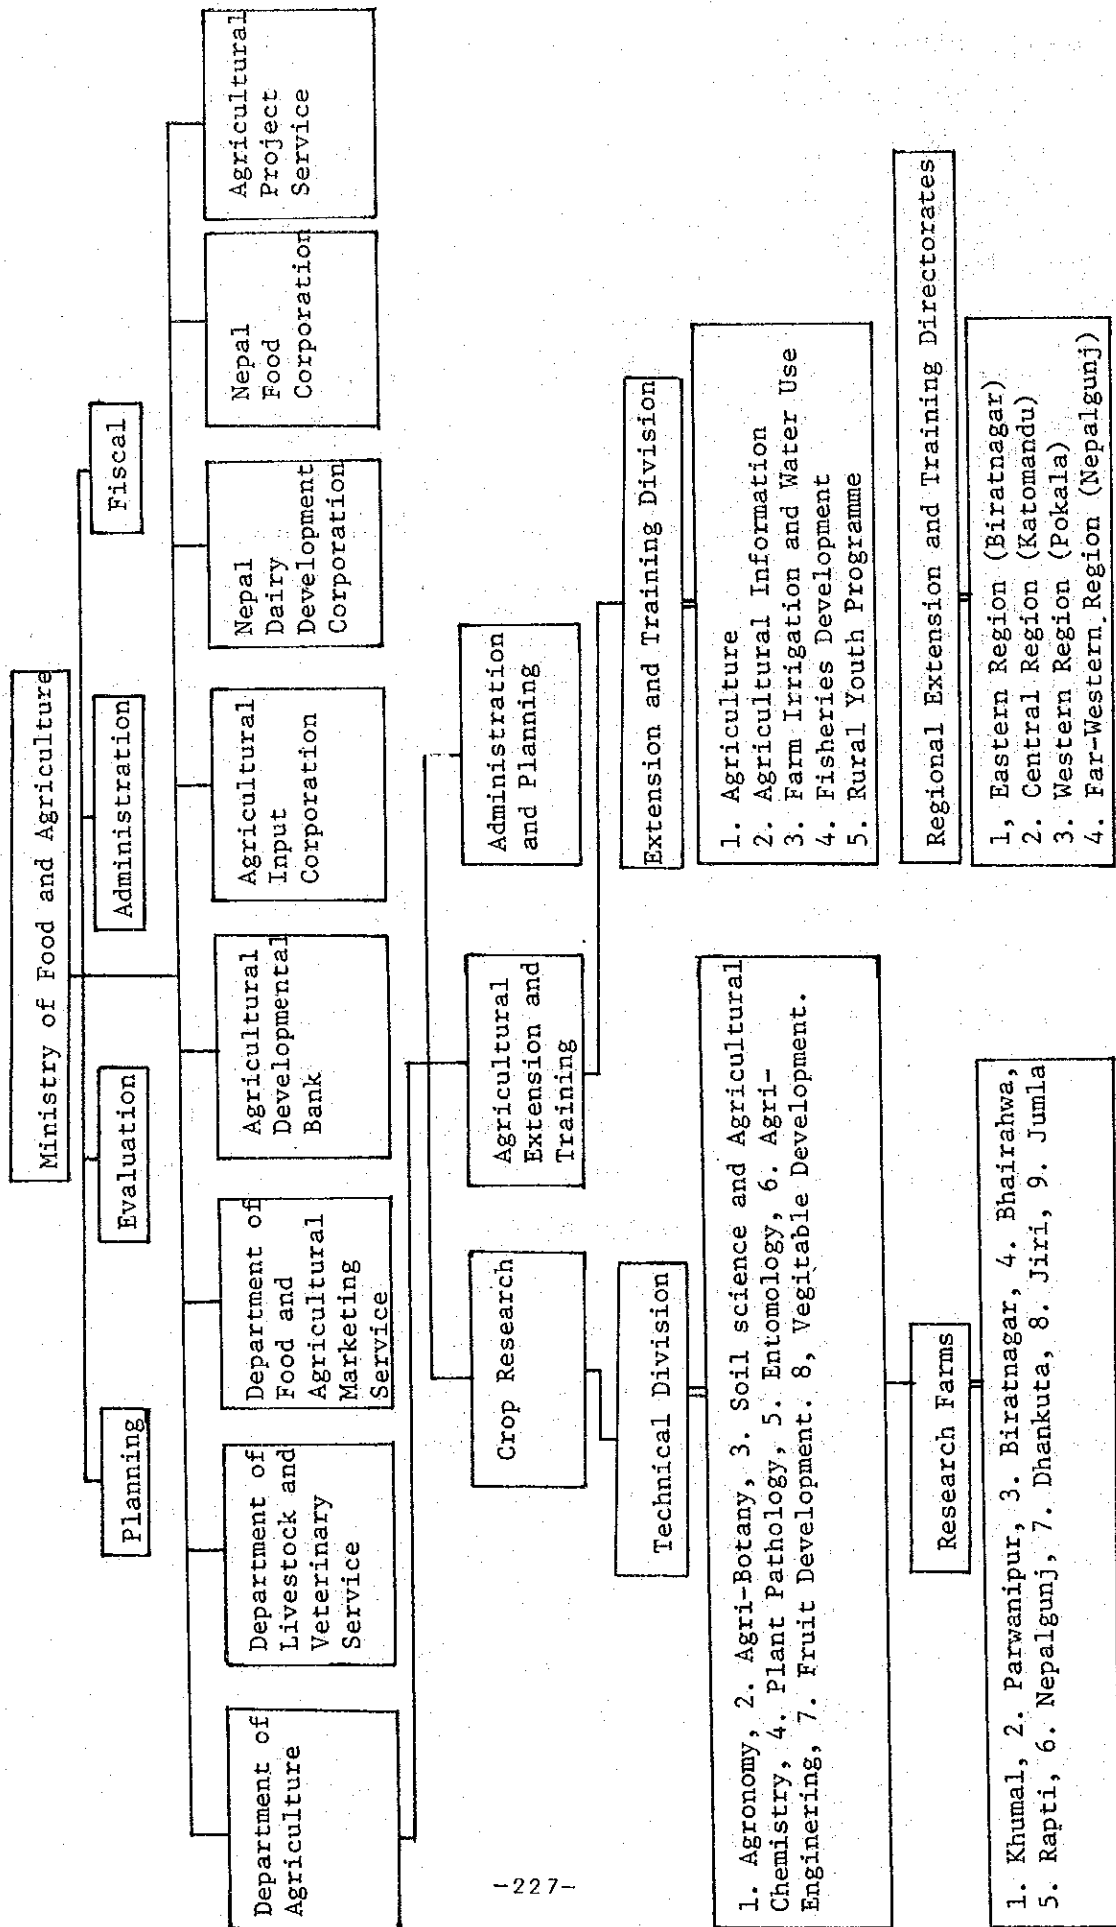 Ministry of Food and Agriculture
Planning
Evaluation
Administration
Fiscal
Department of
Agriculture
Department of
Livestock and
Veterinary
Service
Department of
Food and
Agricultural
Marketing
Service
Agricultural
Developmental
Bank
Agricultural
Input
Corporation
Nepal
Dairy
Development
Corporation
Nepal
Food
Corporation
Agricultural
Project
Service
Crop Research
Agricultural
Extension and
Training
Administration
and Planning
Technical Division
1. Agronomy, 2. Agri-Botany, 3. Soil science and Agricultural
Chemistry, 4. Plant Pathology, 5. Entomology, 6. Agri-
Enginering, 7. Fruit Development. 8, Vegitable Development.
Research Farms
1. Khumal, 2. Parwanipur, 3. Biratnagar, 4. Bhairahwa,
5. Rapti, 6. Nepalgunj, 7. Dhankuta, 8. Jiri, 9. Jumla
Extension and Training Division
1. Agriculture
2. Agricultural Information
3. Farm Irrigation and Water Use
4. Fisheries Development
5. Rural Youth Programme
Regional Extension and Training Directorates
1, Eastern Region (Biratnagar)
2. Central Region (Katomandu)
3. Western Region (Pokala)
4. Far-Western Region (Nepalgunj)
-227-